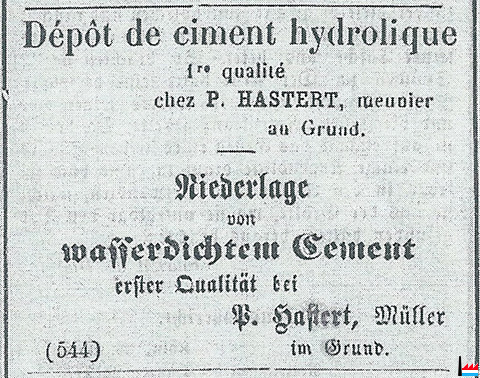 Dépôt de ciment hydrolique
1re qualité
chez P. HASTERT, meunier
au Grund.
Niederlage
von
wasserdichtem Cement
erster Qualität bei
P. Hastert, Müller
(544) im Grund.